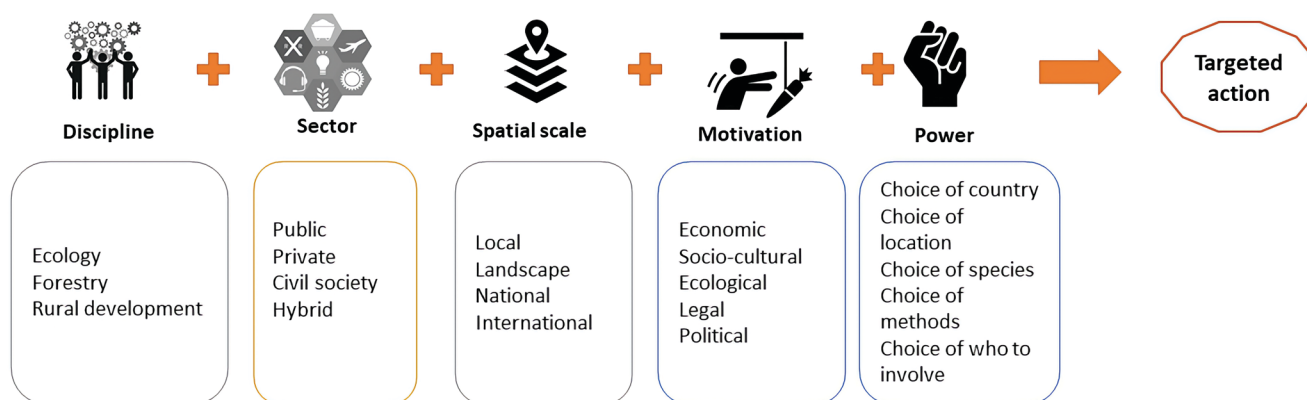 Discipline
Sector
Spatial scale
Motivation
Power
Targeted
action
Ecology
Forestry
Rural development
Public
Private
Civil society
Hybrid
Local
Landscape
National
International
Economic
Socio-cultural
Ecological
Legal
Political
Choice of country
Choice of
location
Choice of species
Choice of
methods
Choice of who to
involve